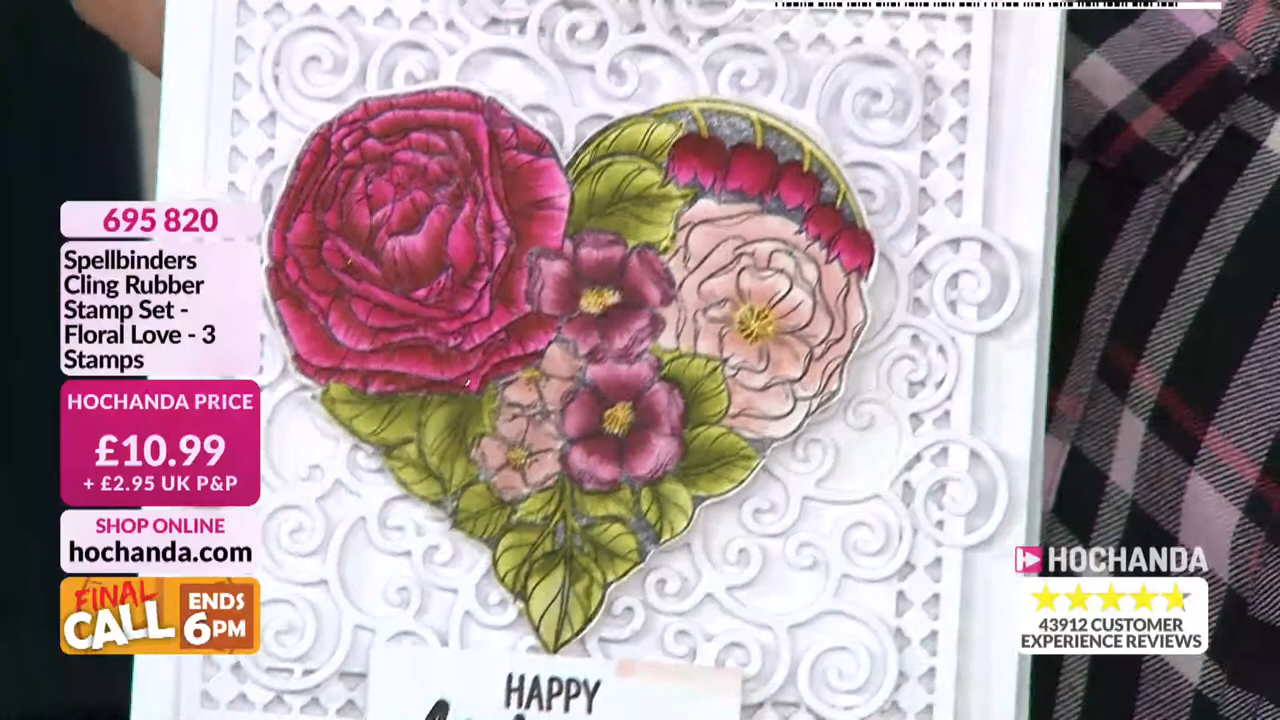 695 820
Spellbinders
Cling Rubber
Stamp Set -
Floral Love - 3
Stamps
HOCHANDA PRICE
£10.99
+ £2.95 UK P&P
SHOP ONLINE
hochanda.com
FINAL
CALL
ENDS
6PM
HOCHANDA
43912 CUSTOMER
EXPERIENCE REVIEWS
HAPPY